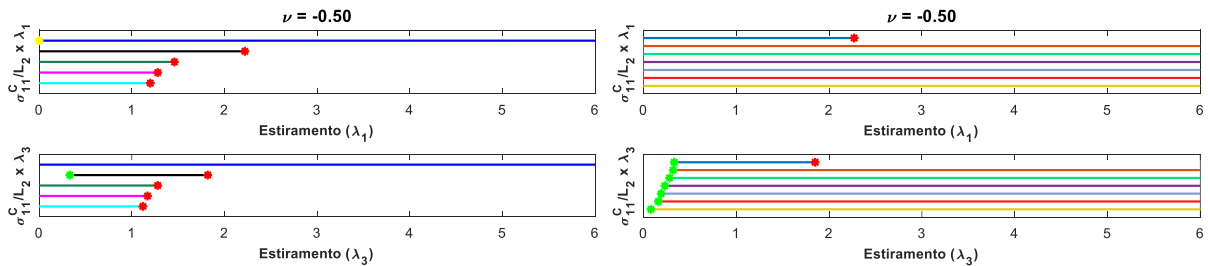 ν = -0.50
σ₁₁ᶜ/L₂ x λ₁
0 1 2 3 4 5 6
Estiramento (λ₁)
σ₁₁ᶜ/L₂ x λ₃
0 1 2 3 4 5 6
Estiramento (λ₃)
ν = -0.50
σ₁₁ᶜ/L₂ x λ₁
0 1 2 3 4 5 6
Estiramento (λ₁)
σ₁₁ᶜ/L₂ x λ₃
0 1 2 3 4 5 6
Estiramento (λ₃)